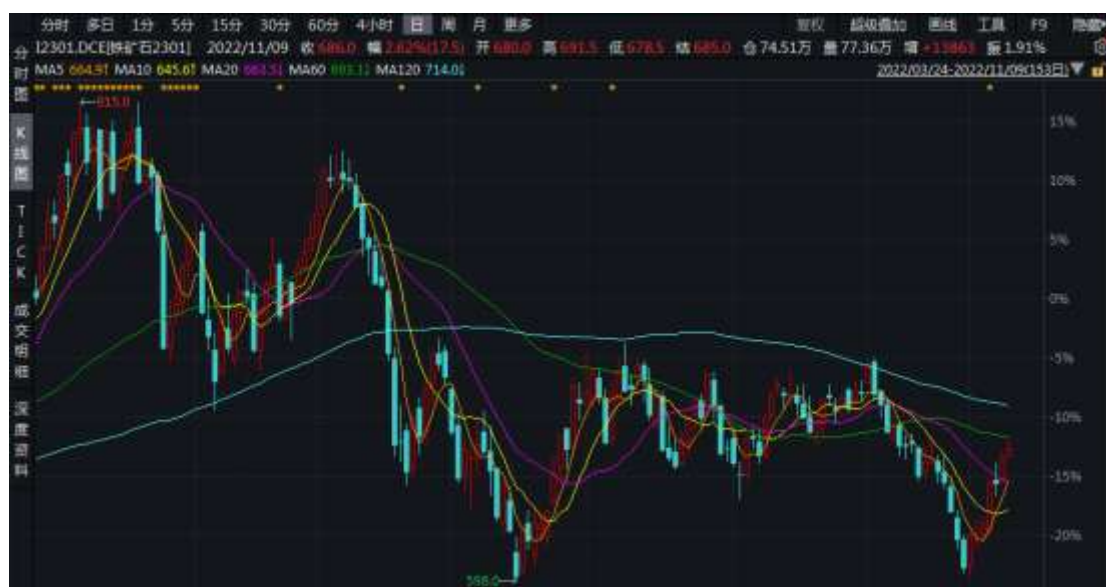 分时 多日 1分 5分 15分 30分 60分 4小时 日 周 月 更多 复权 超级叠加 画线 工具 F9 隐藏
I2301.DCE[铁矿石2301] 2022/11/09 收 686.0 幅 2.62%(17.5) 开 680.0 高 691.5 低 678.5 结 685.0 仓 74.51万 量 77.36万 增 +13863 振 1.91%
MA5 664.9↑ MA10 645.6↑ MA20 MA60 MA120 714.0↓ 2022/03/24-2022/11/09(153日)▼
分时图
K线图
TICK
成交明细
深度资料
915.0
15%
10%
5%
0%
-5%
-10%
-15%
-20%
598.0